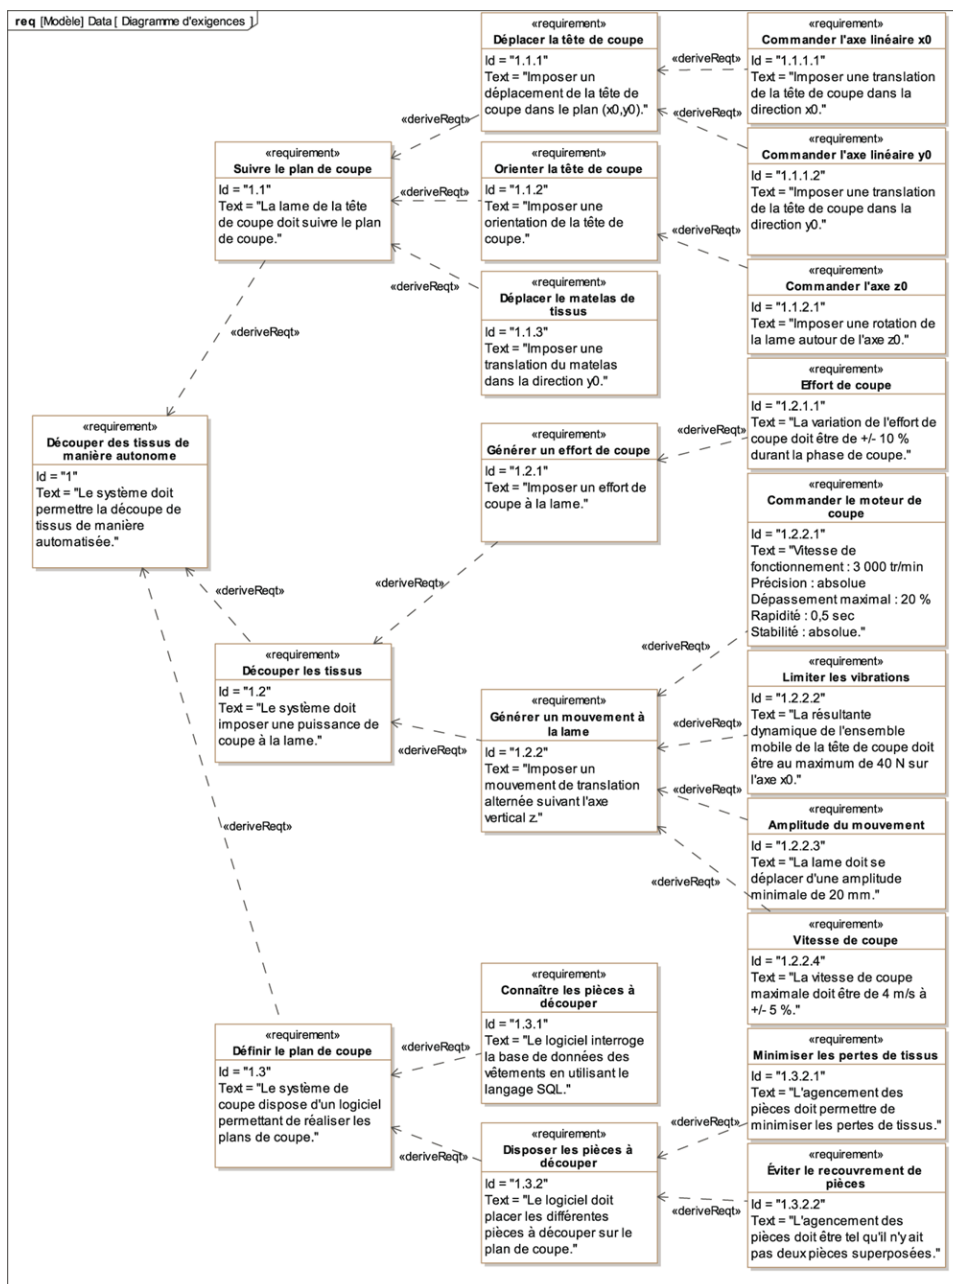 req [Modèle] Data [ Diagramme d'exigences ]
«requirement»
Déplacer la tête de coupe
Id = "1.1.1"
Text = "Imposer un
déplacement de la tête de
coupe dans le plan (x0,y0)."
«deriveReqt»
«requirement»
Commander l'axe linéaire x0
Id = "1.1.1.1"
Text = "Imposer une translation
de la tête de coupe dans la
direction x0."
«deriveReqt»
«deriveReqt»
«requirement»
Commander l'axe linéaire y0
Id = "1.1.1.2"
Text = "Imposer une translation
de la tête de coupe dans la
direction y0."
«requirement»
Suivre le plan de coupe
Id = "1.1"
Text = "La lame de la tête
de coupe doit suivre le plan
de coupe."
«deriveReqt»
«requirement»
Orienter la tête de coupe
Id = "1.1.2"
Text = "Imposer une
orientation de la tête de
coupe."
«deriveReqt»
«requirement»
Commander l'axe z0
Id = "1.1.2.1"
Text = "Imposer une rotation de
la lame autour de l'axe z0."
«deriveReqt»
«requirement»
Déplacer le matelas de
tissus
Id = "1.1.3"
Text = "Imposer une
translation du matelas
dans la direction y0."
«deriveReqt»
«requirement»
Découper des tissus de
manière autonome
Id = "1"
Text = "Le système doit
permettre la découpe de
tissus de manière
automatisée."
«requirement»
Générer un effort de coupe
Id = "1.2.1"
Text = "Imposer un effort de
coupe à la lame."
«deriveReqt»
«requirement»
Effort de coupe
Id = "1.2.1.1"
Text = "La variation de l'effort de
coupe doit être de +/- 10 %
durant la phase de coupe."
«requirement»
Commander le moteur de
coupe
Id = "1.2.2.1"
Text = "Vitesse de
fonctionnement : 3 000 tr/min
Précision : absolue
Dépassement maximal : 20 %
Rapidité : 0,5 sec
Stabilité : absolue."
«deriveReqt»
«deriveReqt»
«deriveReqt»
«requirement»
Découper les tissus
Id = "1.2"
Text = "Le système doit
imposer une puissance de
coupe à la lame."
«deriveReqt»
«requirement»
Générer un mouvement à
la lame
Id = "1.2.2"
Text = "Imposer un
mouvement de translation
alternée suivant l'axe
vertical z."
«deriveReqt»
«requirement»
Limiter les vibrations
Id = "1.2.2.2"
Text = "La résultante
dynamique de l'ensemble
mobile de la tête de coupe doit
être au maximum de 40 N sur
l'axe x0."
«deriveReqt»
«requirement»
Amplitude du mouvement
Id = "1.2.2.3"
Text = "La lame doit se
déplacer d'une amplitude
minimale de 20 mm."
«deriveReqt»
«requirement»
Vitesse de coupe
Id = "1.2.2.4"
Text = "La vitesse de coupe
maximale doit être de 4 m/s à
+/- 5 %."
«deriveReqt»
«requirement»
Définir le plan de coupe
Id = "1.3"
Text = "Le système de
coupe dispose d'un logiciel
permettant de réaliser les
plans de coupe."
«deriveReqt»
«requirement»
Connaître les pièces à
découper
Id = "1.3.1"
Text = "Le logiciel interroge
la base de données des
vêtements en utilisant le
langage SQL."
«deriveReqt»
«requirement»
Disposer les pièces à
découper
Id = "1.3.2"
Text = "Le logiciel doit
placer les différentes
pièces à découper sur le
plan de coupe."
«deriveReqt»
«requirement»
Minimiser les pertes de tissus
Id = "1.3.2.1"
Text = "L'agencement des
pièces doit permettre de
minimiser les pertes de tissus."
«deriveReqt»
«requirement»
Éviter le recouvrement de
pièces
Id = "1.3.2.2"
Text = "L'agencement des
pièces doit être tel qu'il n'y ait
pas deux pièces superposées."